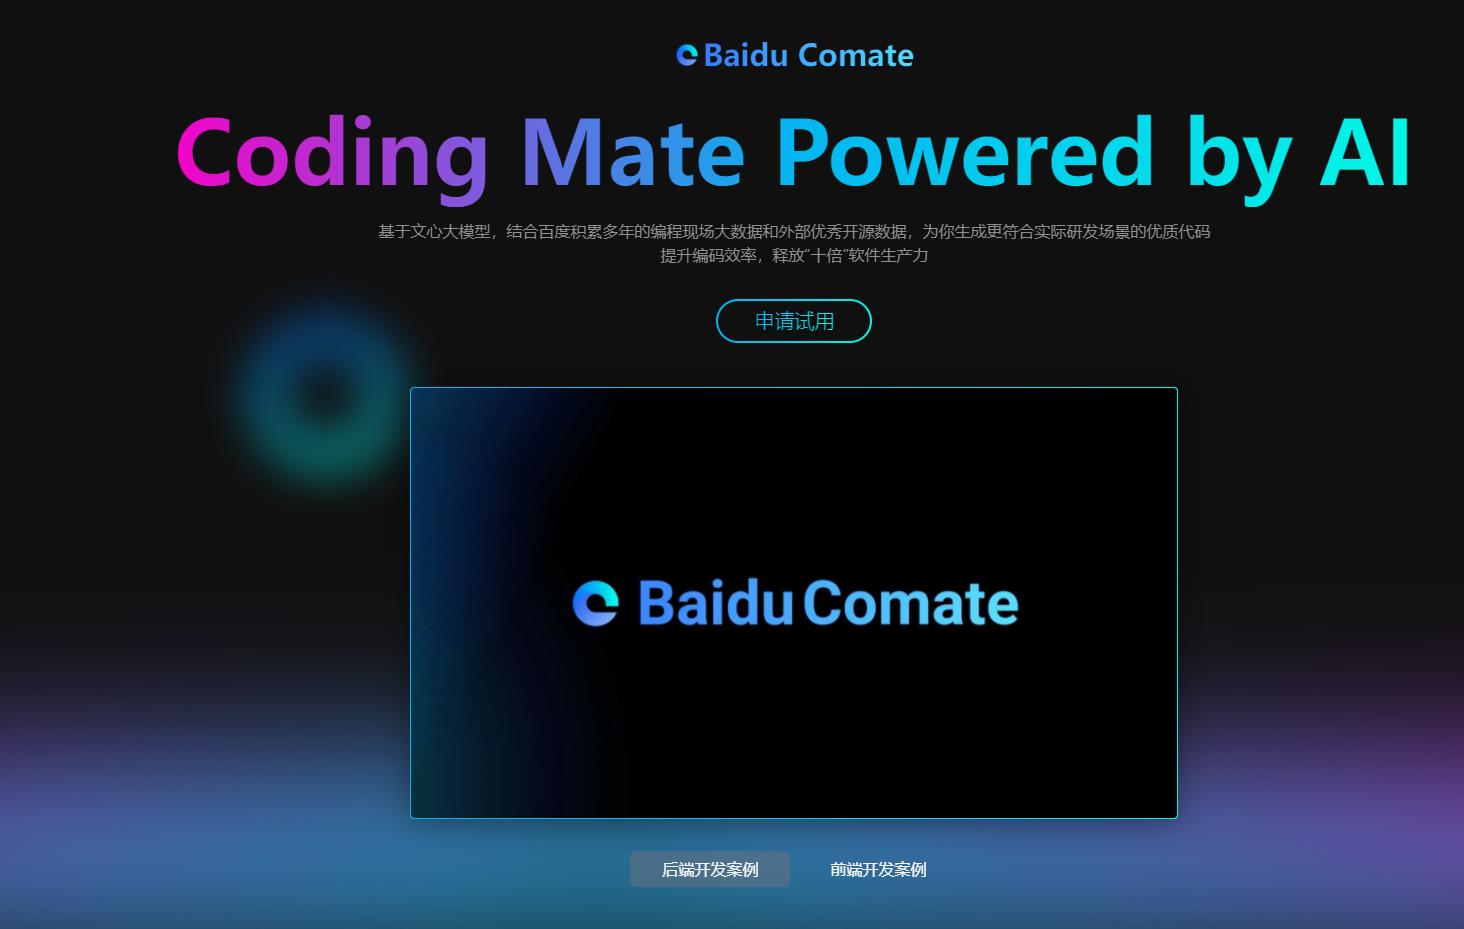 Baidu Comate
Coding Mate Powered by AI
基于文心大模型，结合百度积累多年的编程现场大数据和外部优秀开源数据，为你生成更符合实际研发场景的优质代码
提升编码效率，释放“十倍”软件生产力
申请试用
Baidu Comate
后端开发案例 前端开发案例